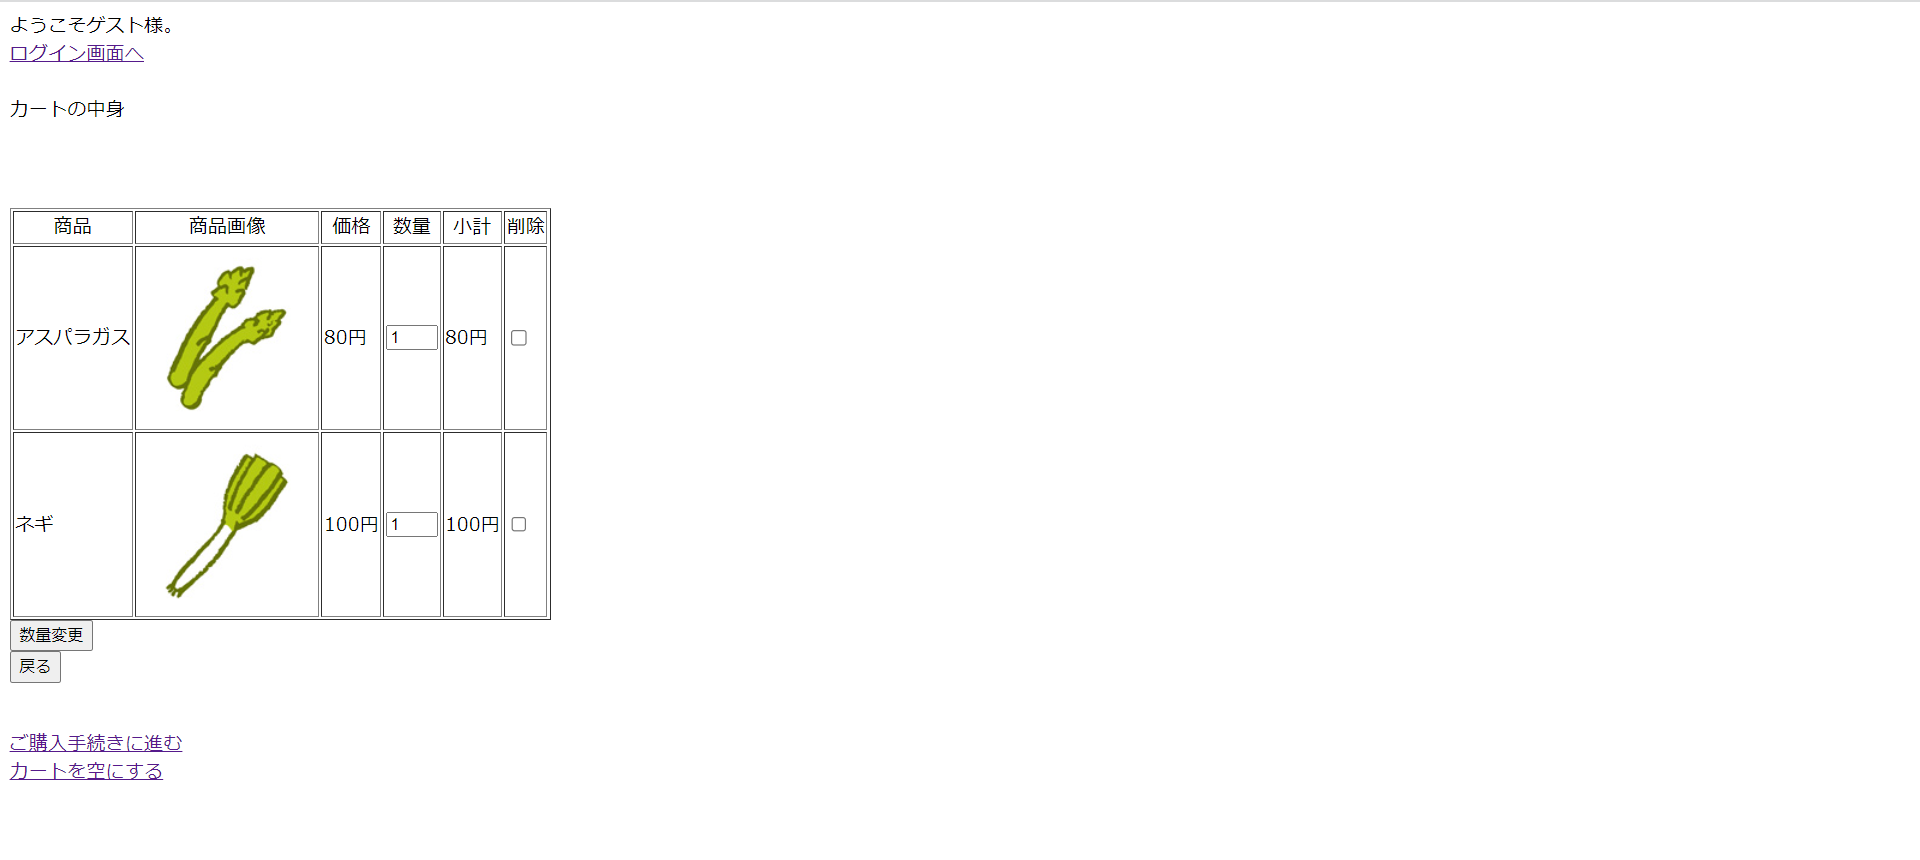 ようこそゲスト様。
ログイン画面へ
カートの中身
商品 商品画像 価格 数量 小計 削除
アスパラガス 80円 1 80円
ネギ 100円 1 100円
数量変更
戻る
ご購入手続きに進む
カートを空にする